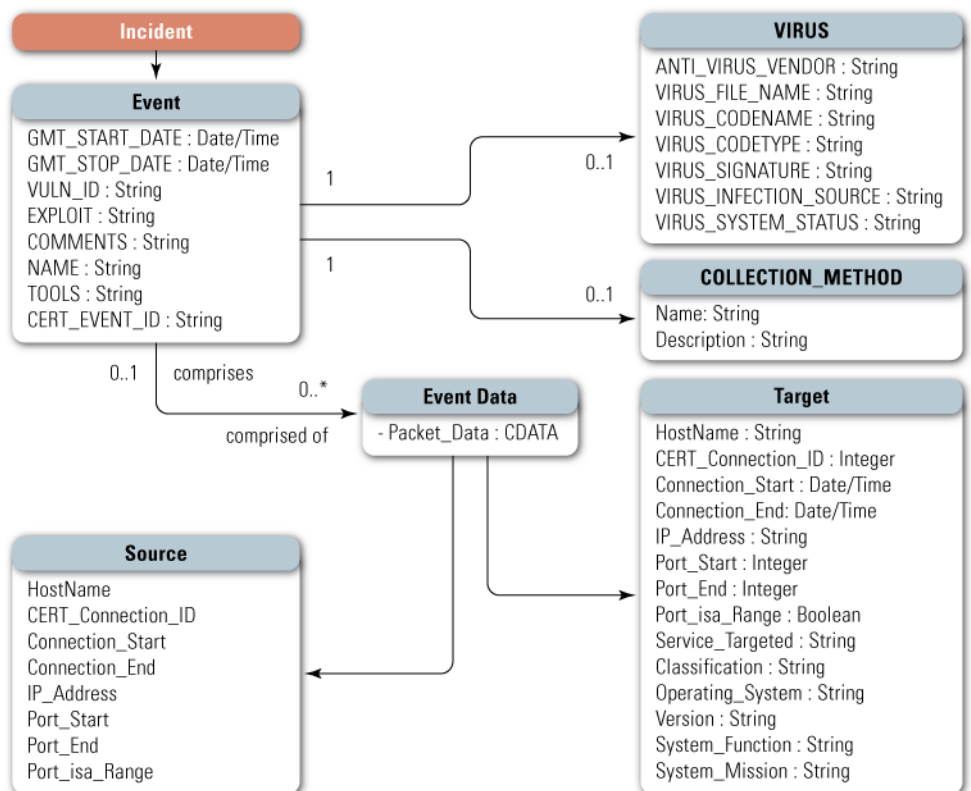 Incident
Event
GMT_START_DATE : Date/Time
GMT_STOP_DATE : Date/Time
VULN_ID : String
EXPLOIT : String
COMMENTS : String
NAME : String
TOOLS : String
CERT_EVENT_ID : String
1
0..1
1
0..1
VIRUS
ANTI_VIRUS_VENDOR : String
VIRUS_FILE_NAME : String
VIRUS_CODENAME : String
VIRUS_CODETYPE : String
VIRUS_SIGNATURE : String
VIRUS_INFECTION_SOURCE : String
VIRUS_SYSTEM_STATUS : String
COLLECTION_METHOD
Name: String
Description : String
0..1
comprises
0..*
comprised of
Event Data
- Packet_Data : CDATA
Target
HostName : String
CERT_Connection_ID : Integer
Connection_Start : Date/Time
Connection_End: Date/Time
IP_Address : String
Port_Start : Integer
Port_End : Integer
Port_isa_Range : Boolean
Service_Targeted : String
Classification : String
Operating_System : String
Version : String
System_Function : String
System_Mission : String
Source
HostName
CERT_Connection_ID
Connection_Start
Connection_End
IP_Address
Port_Start
Port_End
Port_isa_Range